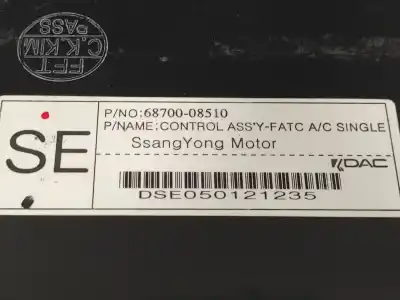 FFT
C.K.KIM
PASS
P/NO:68700-08510
P/NAME:CONTROL ASS'Y-FATC A/C SINGLE
SE
SsangYong Motor
DAC
DSE050121235